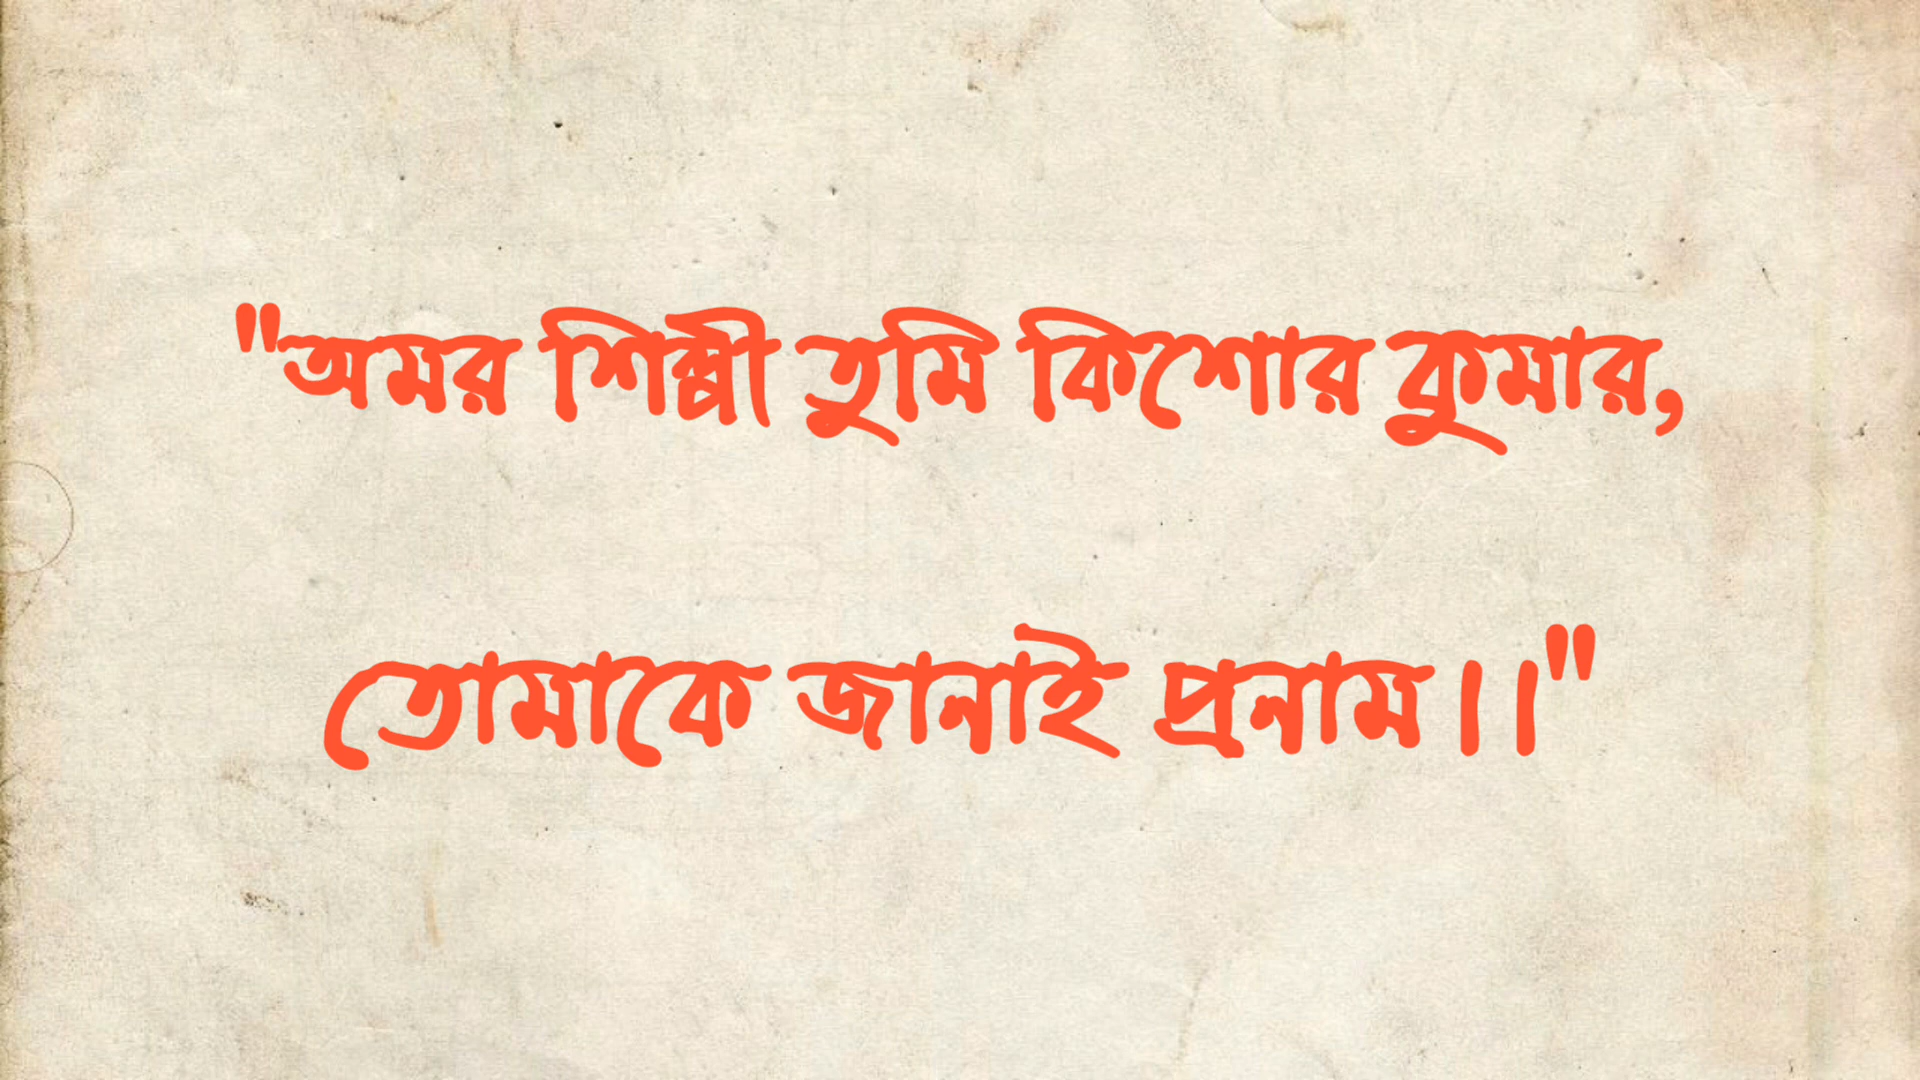 "অমর শিল্পী তুমি কিশোর কুমার,
তোমাকে জানাই প্রনাম।।"